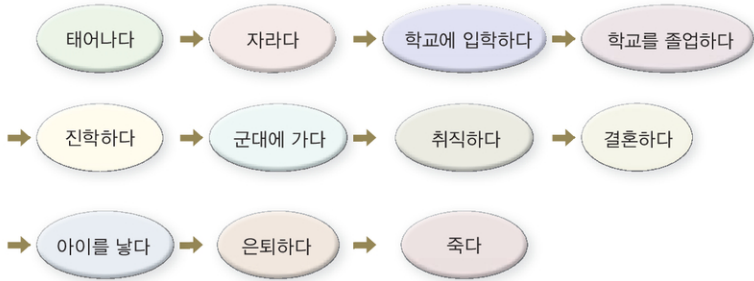 태어나다 자라다 학교에 입학하다 학교를 졸업하다
진학하다 군대에 가다 취직하다 결혼하다
아이를 낳다 은퇴하다 죽다